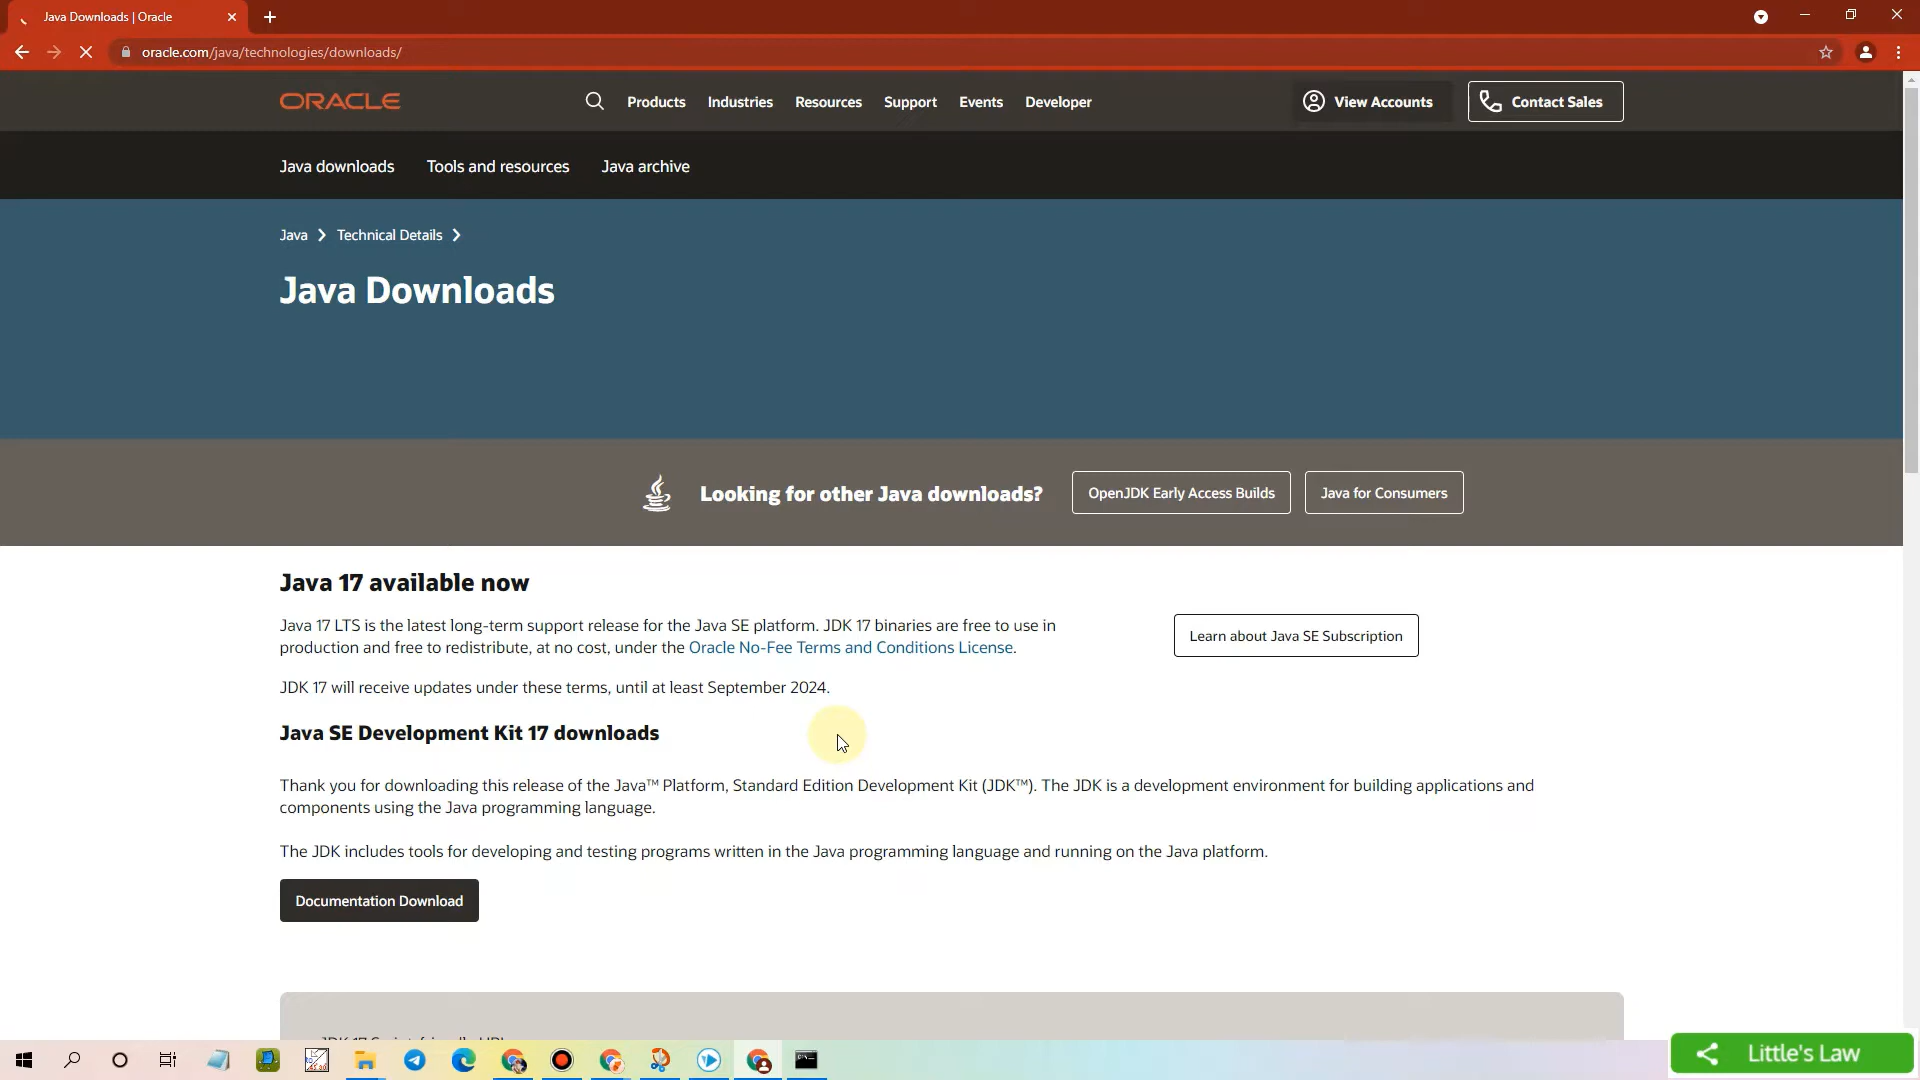 Java Downloads | Oracle
oracle.com/java/technologies/downloads/
ORACLE
Products Industries Resources Support Events Developer
View Accounts
Contact Sales
Java downloads Tools and resources Java archive
Java Technical Details
Java Downloads
Looking for other Java downloads?
OpenJDK Early Access Builds
Java for Consumers
Java 17 available now
Java 17 LTS is the latest long-term support release for the Java SE platform. JDK 17 binaries are free to use in
production and free to redistribute, at no cost, under the Oracle No-Fee Terms and Conditions License.
Learn about Java SE Subscription
JDK 17 will receive updates under these terms, until at least September 2024.
Java SE Development Kit 17 downloads
Thank you for downloading this release of the Java™ Platform, Standard Edition Development Kit (JDK™). The JDK is a development environment for building applications and
components using the Java programming language.
The JDK includes tools for developing and testing programs written in the Java programming language and running on the Java platform.
Documentation Download
Little's Law